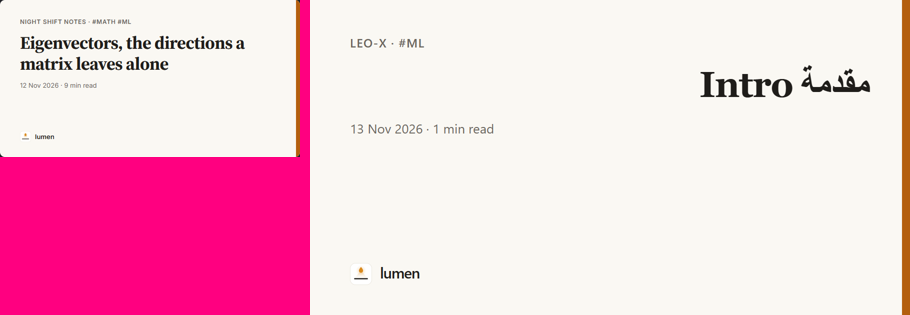 NIGHT SHIFT NOTES · #MATH #ML
Eigenvectors, the directions a
matrix leaves alone
12 Nov 2026 · 9 min read
lumen
LEO-X · #ML
مقدمة Intro
13 Nov 2026 · 1 min read
lumen